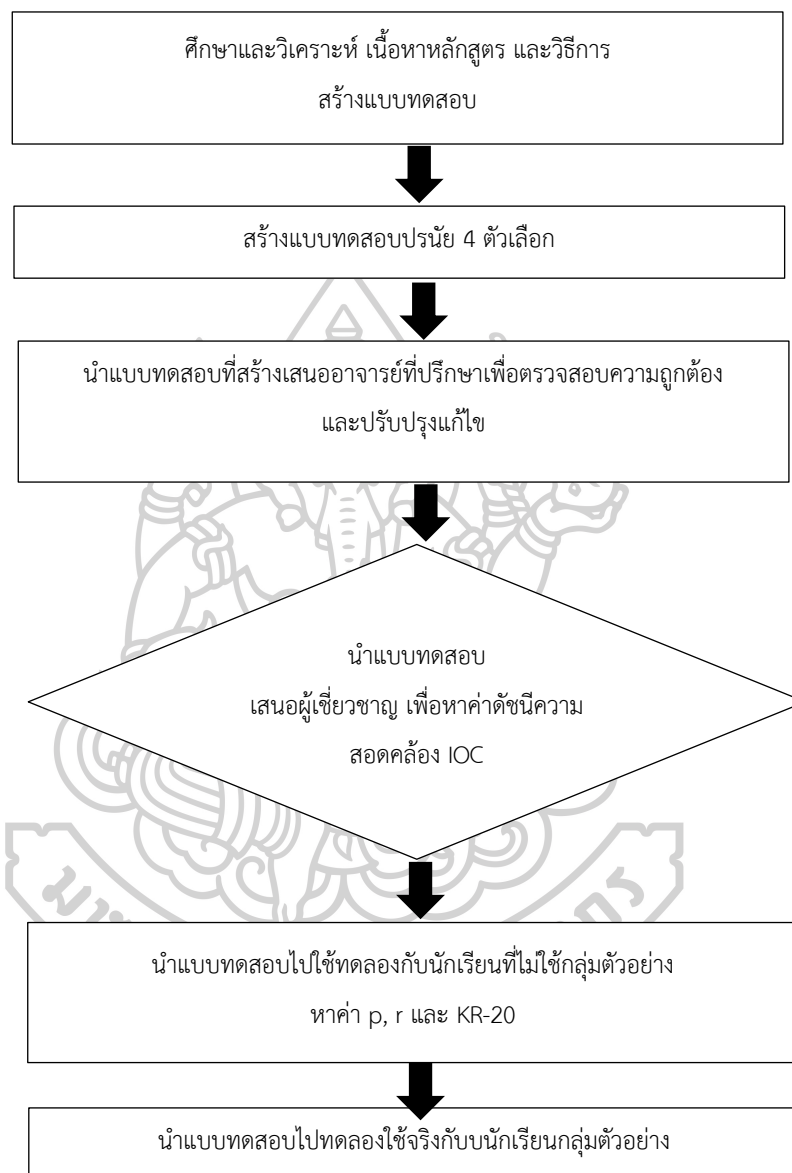 ศึกษาและวิเคราะห์ เนื้อหาหลักสูตร และวิธีการ
สร้างแบบทดสอบ
สร้างแบบทดสอบปรนัย 4 ตัวเลือก
นำแบบทดสอบที่สร้างเสนออาจารย์ที่ปรึกษาเพื่อตรวจสอบความถูกต้อง
และปรับปรุงแก้ไข
นำแบบทดสอบ
เสนอผู้เชี่ยวชาญ เพื่อหาค่าดัชนีความ
สอดคล้อง IOC
นำแบบทดสอบไปใช้ทดลองกับนักเรียนที่ไม่ใช้กลุ่มตัวอย่าง
หาค่า p, r และ KR-20
นำแบบทดสอบไปทดลองใช้จริงกับบนักเรียนกลุ่มตัวอย่าง